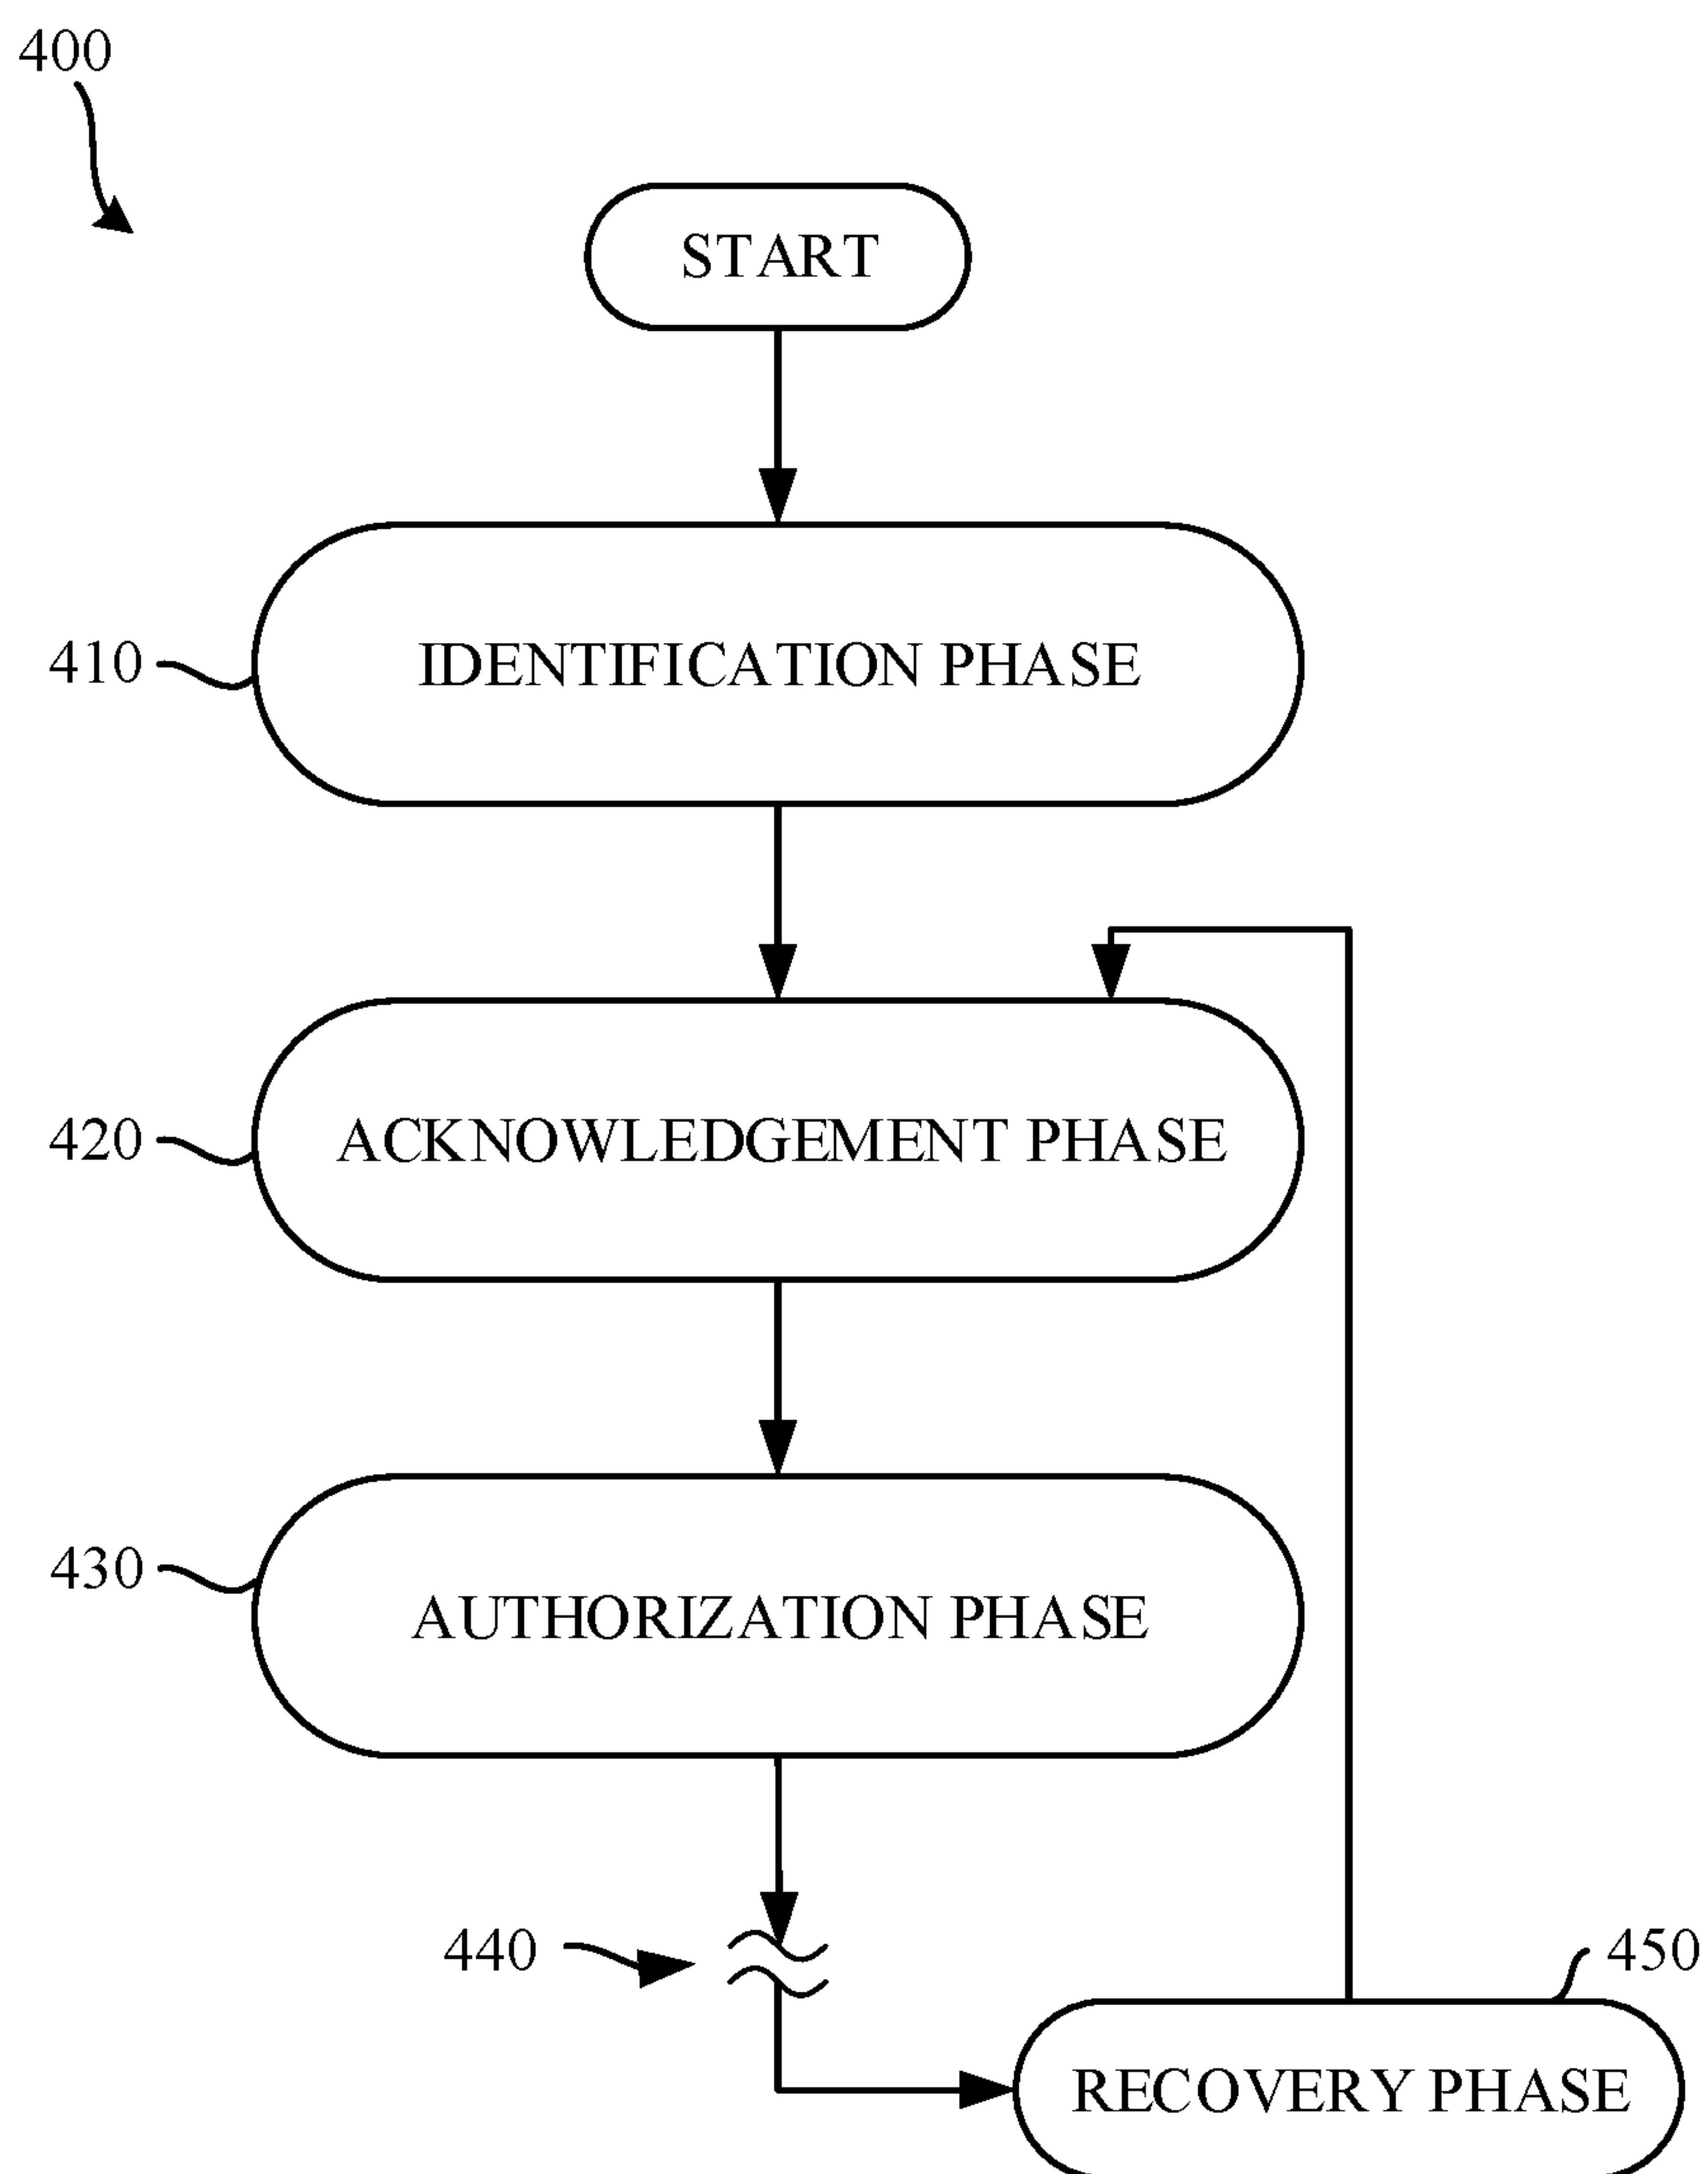 400
START
410
IDENTIFICATION PHASE
420
ACKNOWLEDGEMENT PHASE
430
AUTHORIZATION PHASE
440
450
RECOVERY PHASE